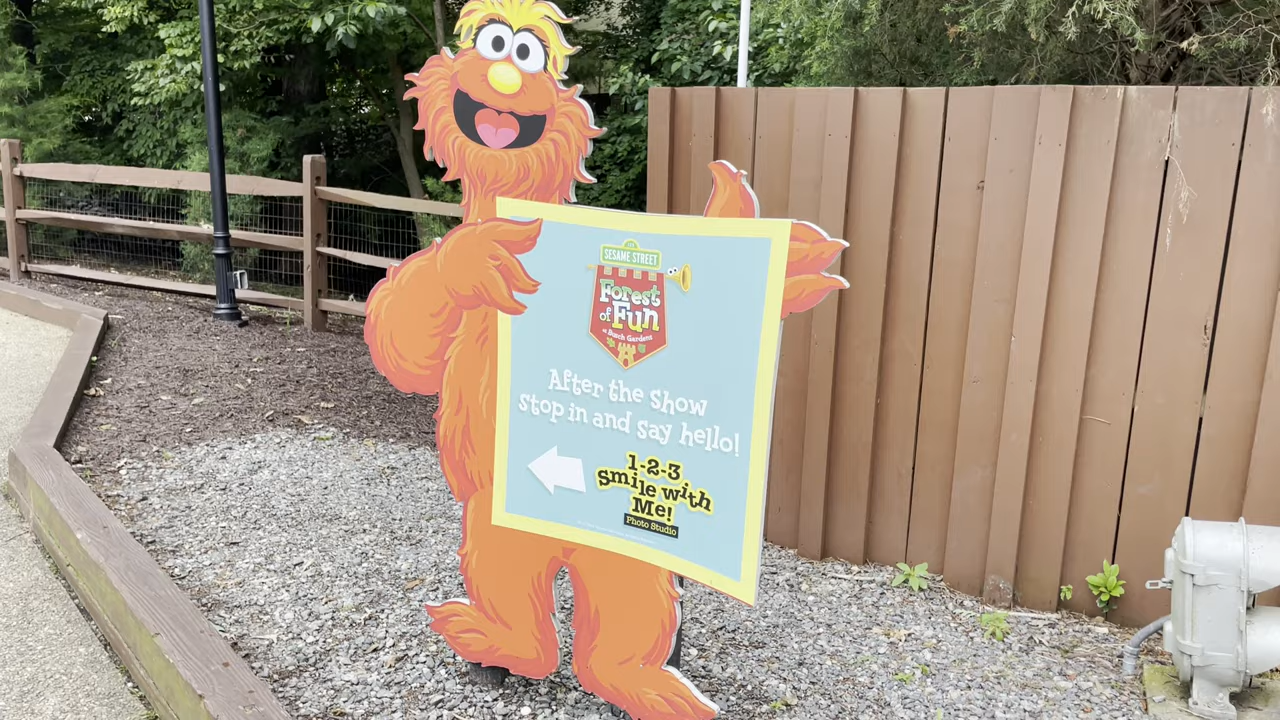 SESAME STREET
Forest
of Fun
at Busch Gardens
After the show
stop in and say hello!
1-2-3
Smile with
Me!
Photo Studio